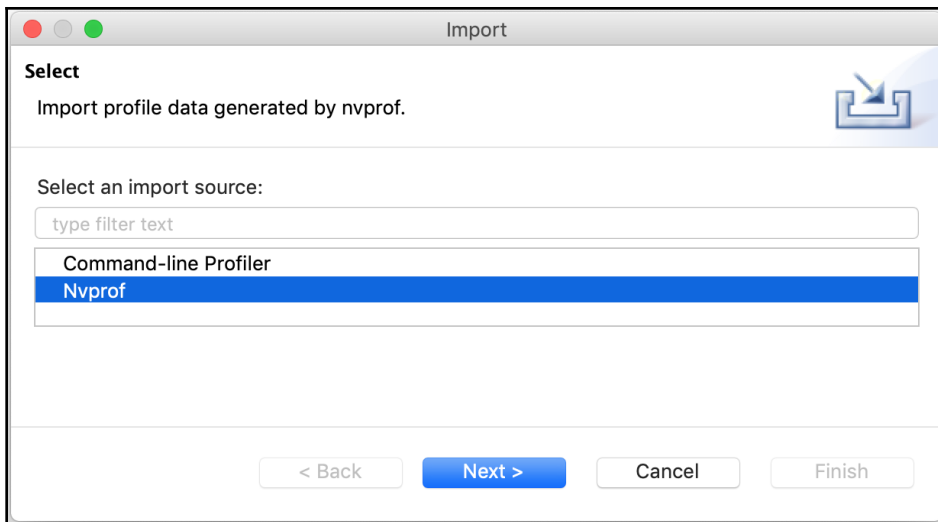 Import
Select
Import profile data generated by nvprof.
Select an import source:
type filter text
Command-line Profiler
Nvprof
< Back Next > Cancel Finish